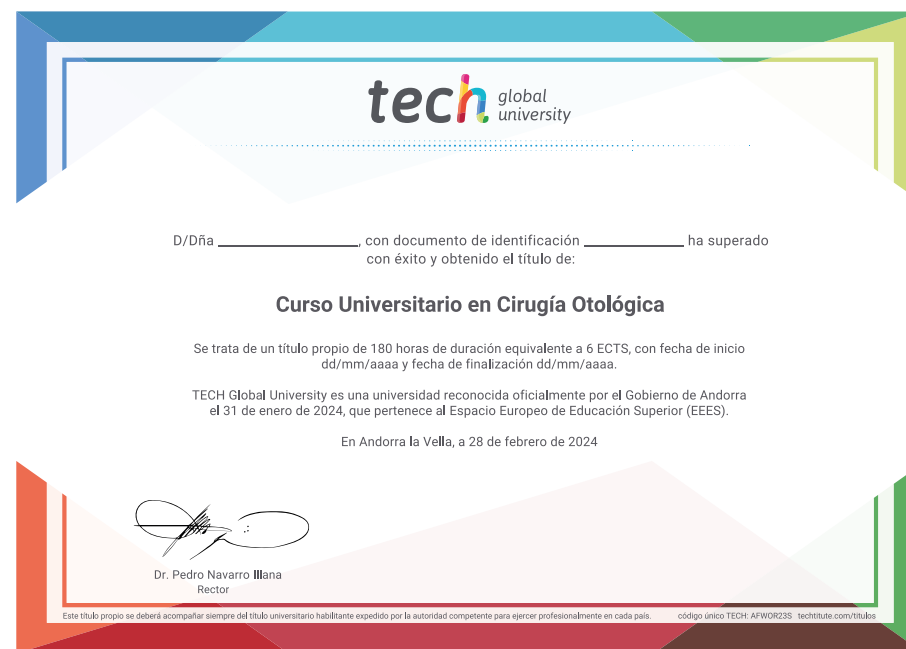 tech global university
D/Dña ______________, con documento de identificación __________ ha superado
con éxito y obtenido el título de:
Curso Universitario en Cirugía Otológica
Se trata de un título propio de 180 horas de duración equivalente a 6 ECTS, con fecha de inicio
dd/mm/aaaa y fecha de finalización dd/mm/aaaa.
TECH Global University es una universidad reconocida oficialmente por el Gobierno de Andorra
el 31 de enero de 2024, que pertenece al Espacio Europeo de Educación Superior (EEES).
En Andorra la Vella, a 28 de febrero de 2024
Dr. Pedro Navarro Illana
Rector
Este título propio se deberá acompañar siempre del título universitario habilitante expedido por la autoridad competente para ejercer profesionalmente en cada país. código único TECH: AFWOR23S techtitute.com/titulos